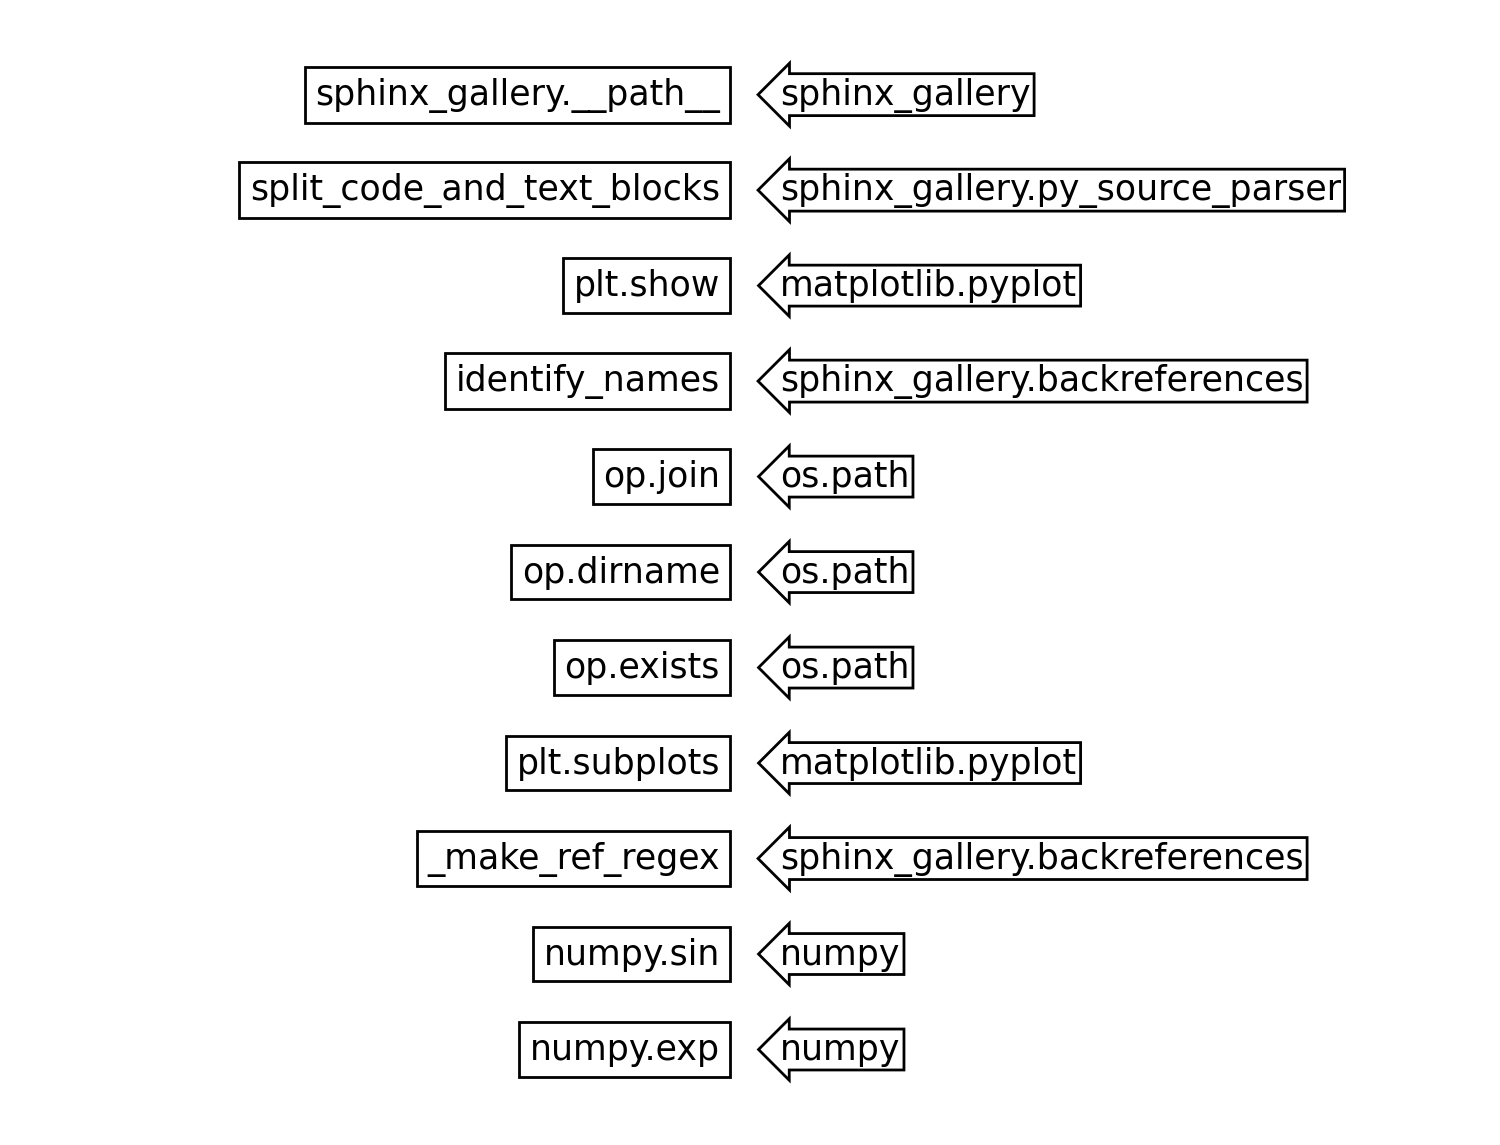 sphinx_gallery.__path__ sphinx_gallery
split_code_and_text_blocks sphinx_gallery.py_source_parser
plt.show matplotlib.pyplot
identify_names sphinx_gallery.backreferences
op.join os.path
op.dirname os.path
op.exists os.path
plt.subplots matplotlib.pyplot
_make_ref_regex sphinx_gallery.backreferences
numpy.sin numpy
numpy.exp numpy